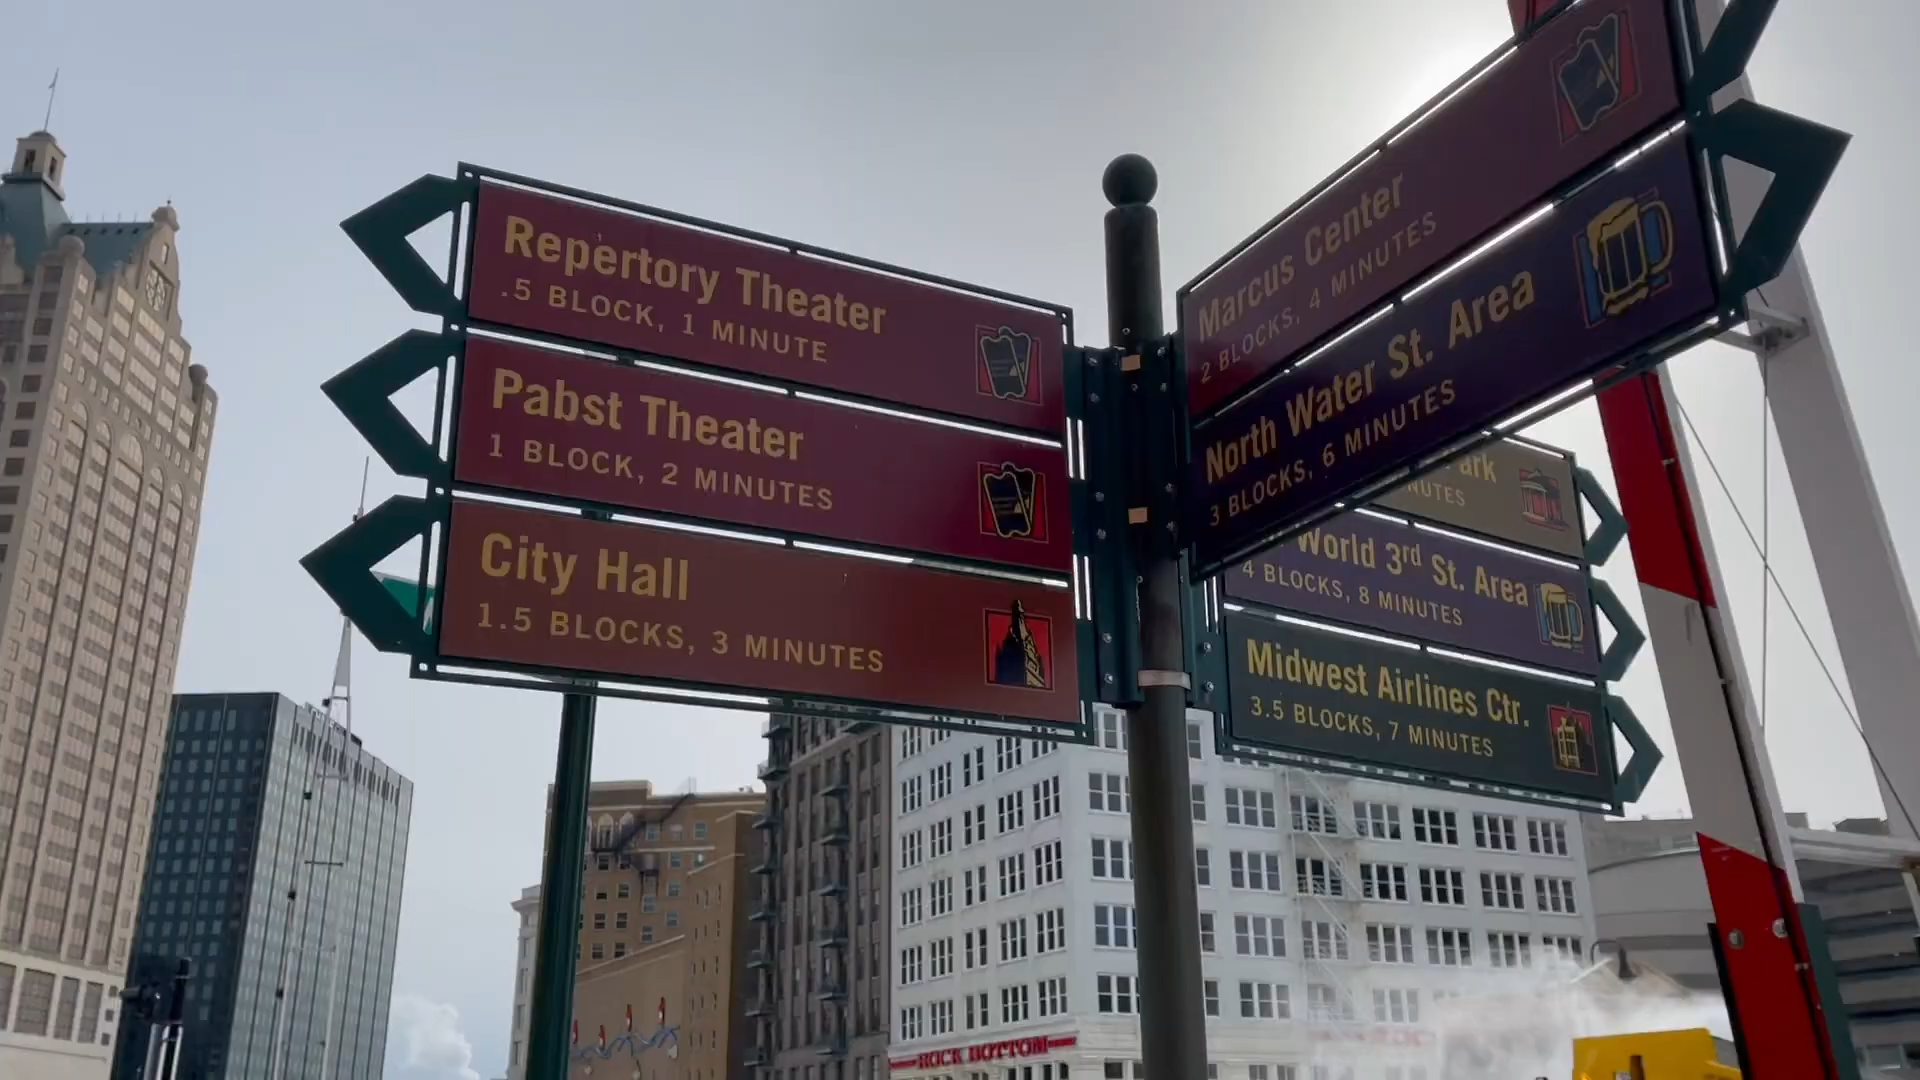 Repertory Theater
.5 BLOCK, 1 MINUTE
Pabst Theater
1 BLOCK, 2 MINUTES
City Hall
1.5 BLOCKS, 3 MINUTES
Marcus Center
2 BLOCKS, 4 MINUTES
North Water St. Area
3 BLOCKS, 6 MINUTES
World 3rd St. Area
4 BLOCKS, 8 MINUTES
Midwest Airlines Ctr.
3.5 BLOCKS, 7 MINUTES
ROCK BOTTOM